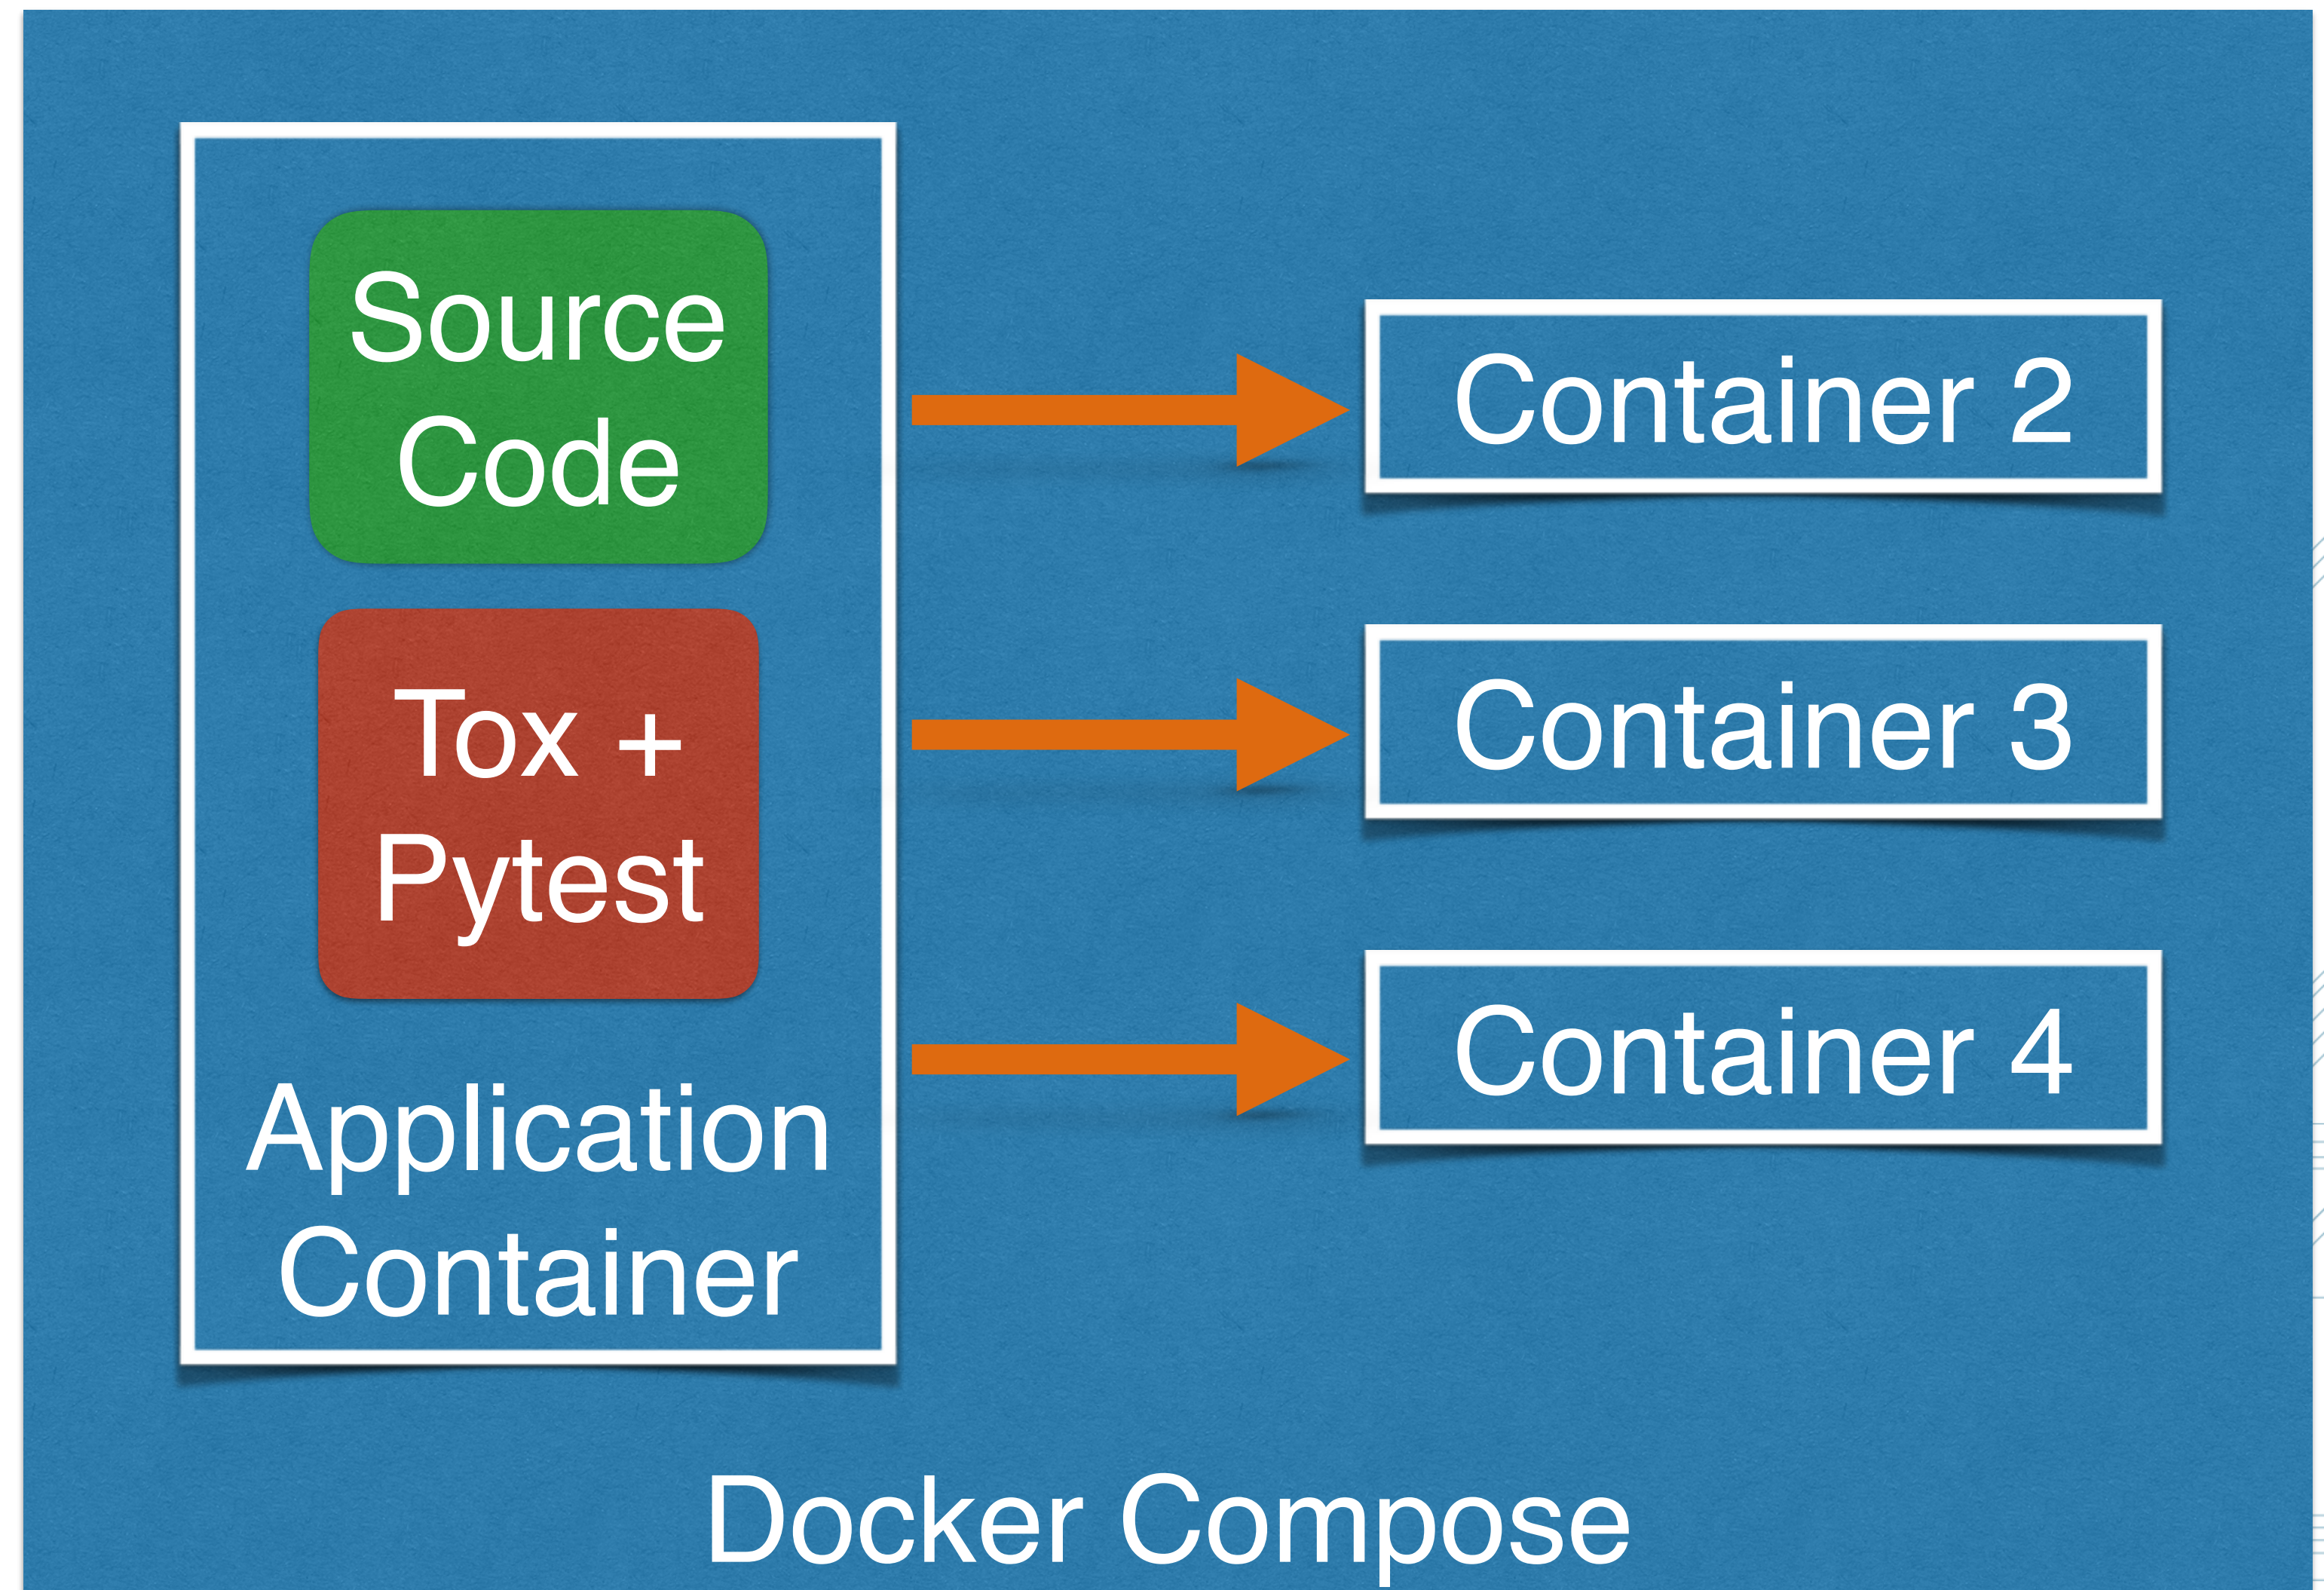 Source
Code
Tox +
Pytest
Application
Container
Container 2
Container 3
Container 4
Docker Compose